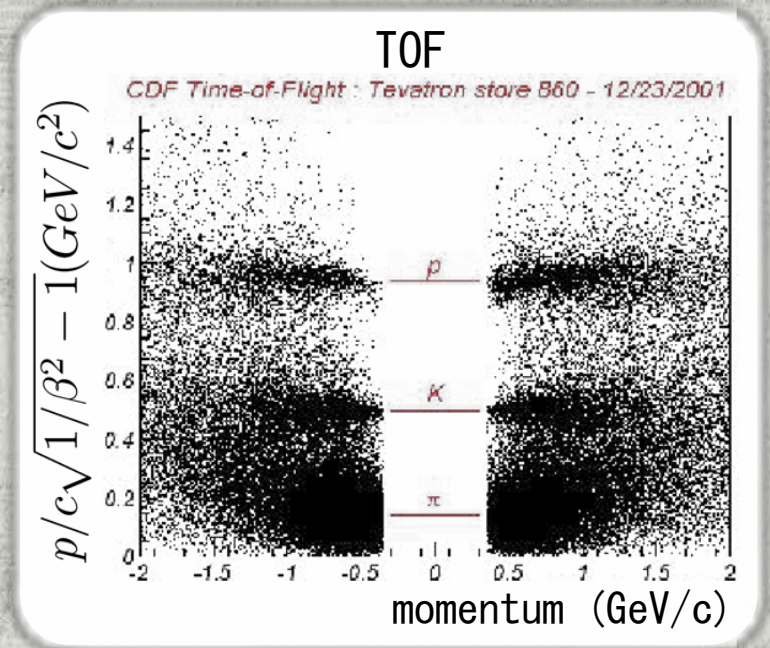 TOF
CDF Time-of-Flight : Tevatron store 860 - 12/23/2001
p/c√1/β² − 1(GeV/c²)
1.4
1.2
1
0.8
0.6
0.4
0.2
0
p
K
π
-2 -1.5 -1 -0.5 0 0.5 1 1.5 2
momentum (GeV/c)